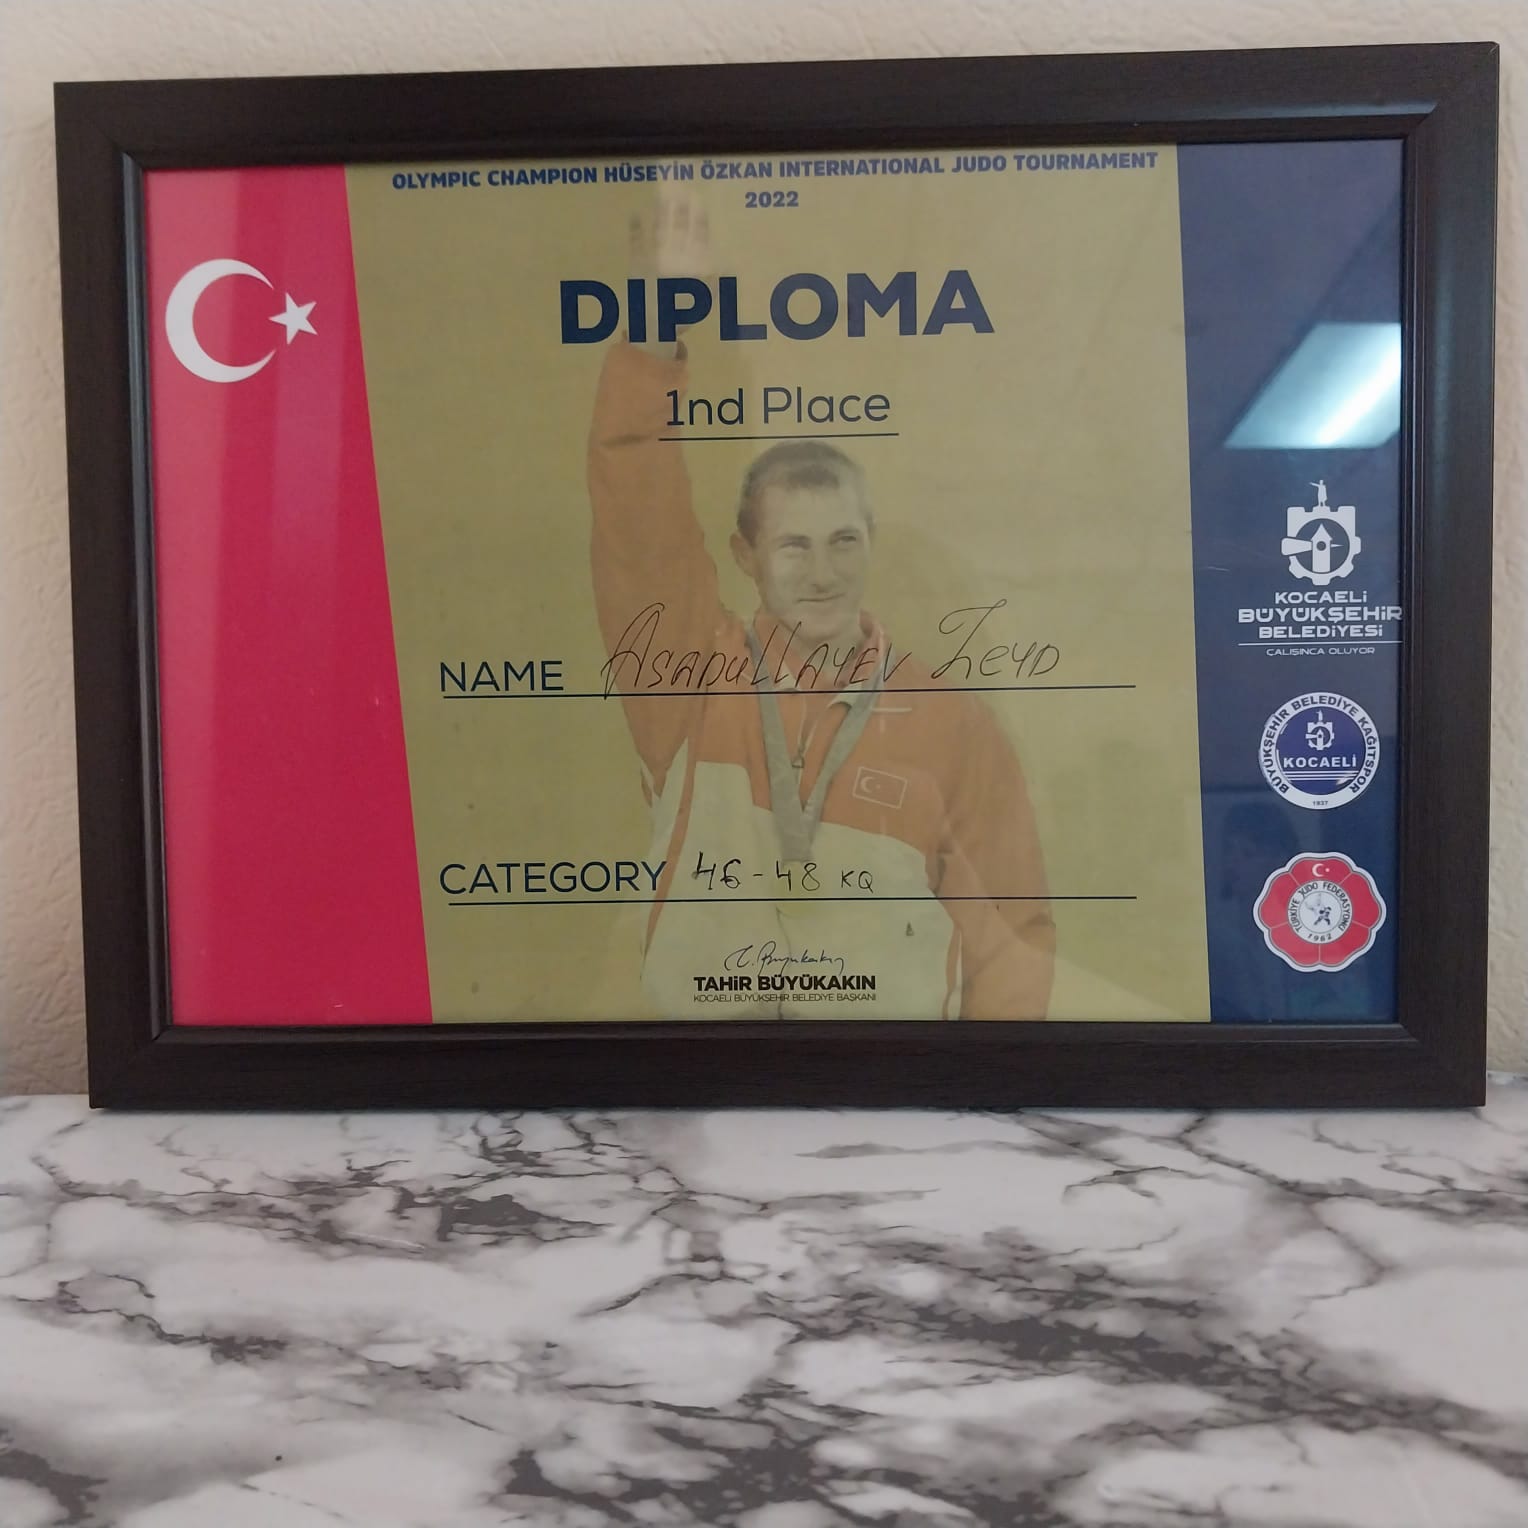 OLYMPIC CHAMPION HÜSEYİN ÖZKAN INTERNATIONAL JUDO TOURNAMENT
2022
DIPLOMA
1nd Place
NAME Asadullayev Zeyd
CATEGORY 46-48 KQ
T. Büyükakın
TAHİR BÜYÜKAKIN
KOCAELİ BÜYÜKŞEHİR BELEDİYE BAŞKANI
KOCAELİ
BÜYÜKŞEHİR
BELEDİYESİ
ÇALIŞINCA OLUYOR
BÜYÜKŞEHİR BELEDİYE KAĞITSPOR
KOCAELİ
1937
TÜRKİYE JUDO FEDERASYONU
1962